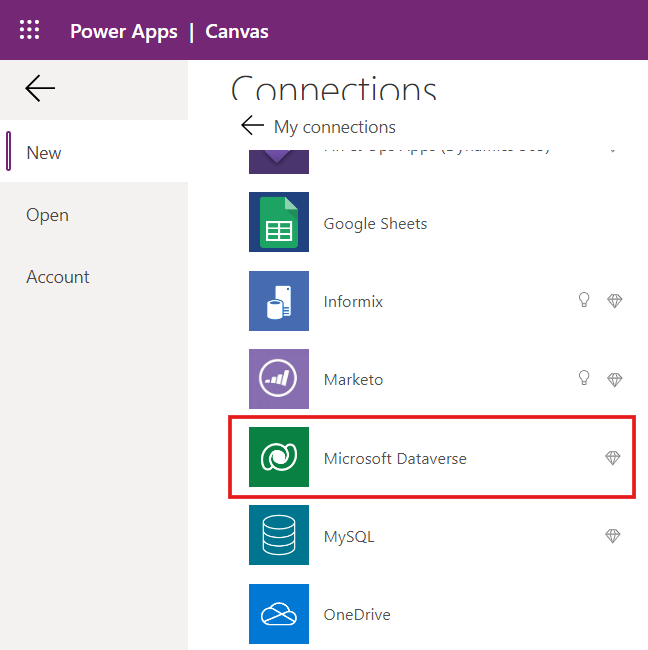 Power Apps | Canvas
Connections
My connections
New
Open
Account
Google Sheets
Informix
Marketo
Microsoft Dataverse
MySQL
OneDrive